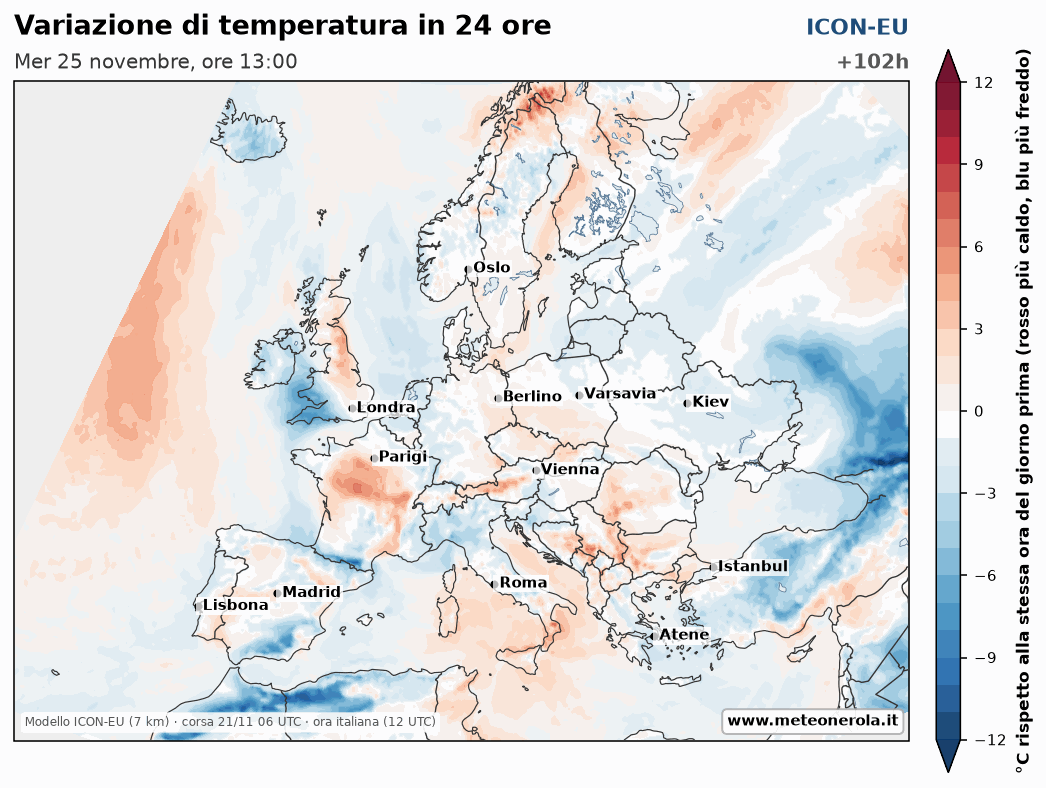 Variazione di temperatura in 24 ore
ICON-EU
Mer 25 novembre, ore 13:00
+102h
12
9
6
3
0
−3
−6
−9
−12
°C rispetto alla stessa ora del giorno prima (rosso più caldo, blu più freddo)
Oslo
Londra
Berlino
Varsavia
Kiev
Parigi
Vienna
Istanbul
Roma
Madrid
Lisbona
Atene
Modello ICON-EU (7 km) · corsa 21/11 06 UTC · ora italiana (12 UTC)
www.meteonerola.it